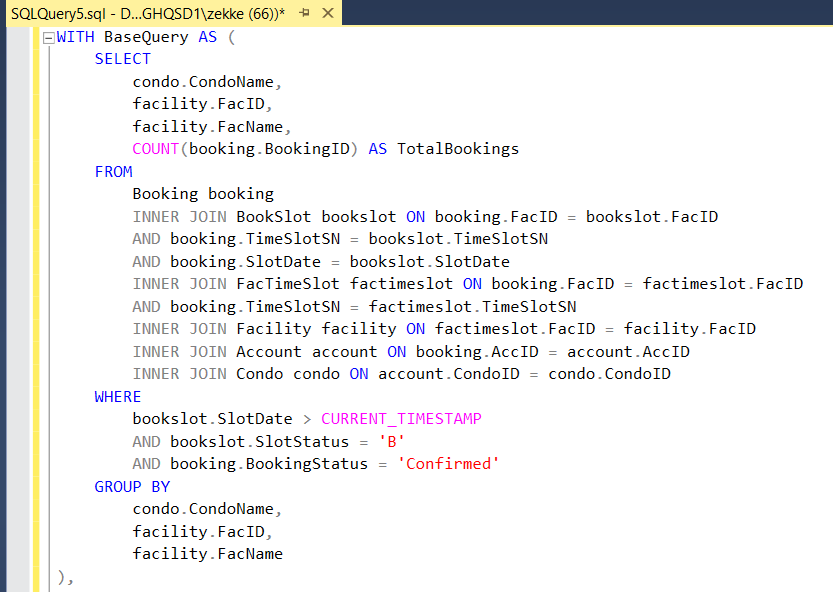 SQLQuery5.sql - D...GHQSD1\zekke (66))*
WITH BaseQuery AS (
SELECT
condo.CondoName,
facility.FacID,
facility.FacName,
COUNT(booking.BookingID) AS TotalBookings
FROM
Booking booking
INNER JOIN BookSlot bookslot ON booking.FacID = bookslot.FacID
AND booking.TimeSlotSN = bookslot.TimeSlotSN
AND booking.SlotDate = bookslot.SlotDate
INNER JOIN FacTimeSlot factimeslot ON booking.FacID = factimeslot.FacID
AND booking.TimeSlotSN = factimeslot.TimeSlotSN
INNER JOIN Facility facility ON factimeslot.FacID = facility.FacID
INNER JOIN Account account ON booking.AccID = account.AccID
INNER JOIN Condo condo ON account.CondoID = condo.CondoID
WHERE
bookslot.SlotDate > CURRENT_TIMESTAMP
AND bookslot.SlotStatus = 'B'
AND booking.BookingStatus = 'Confirmed'
GROUP BY
condo.CondoName,
facility.FacID,
facility.FacName
),